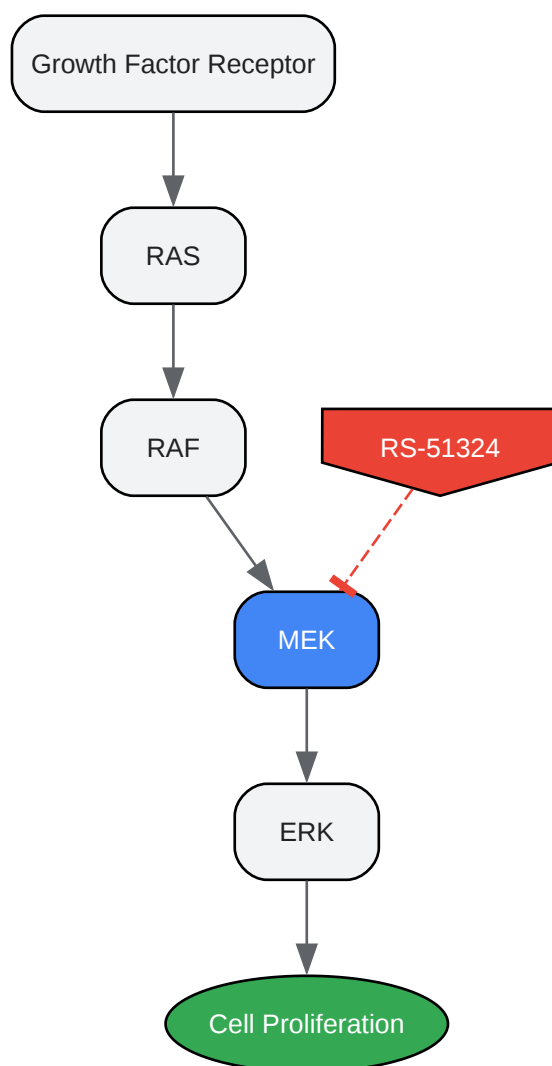 Growth Factor Receptor
RAS
RAF
RS-51324
MEK
ERK
Cell Proliferation